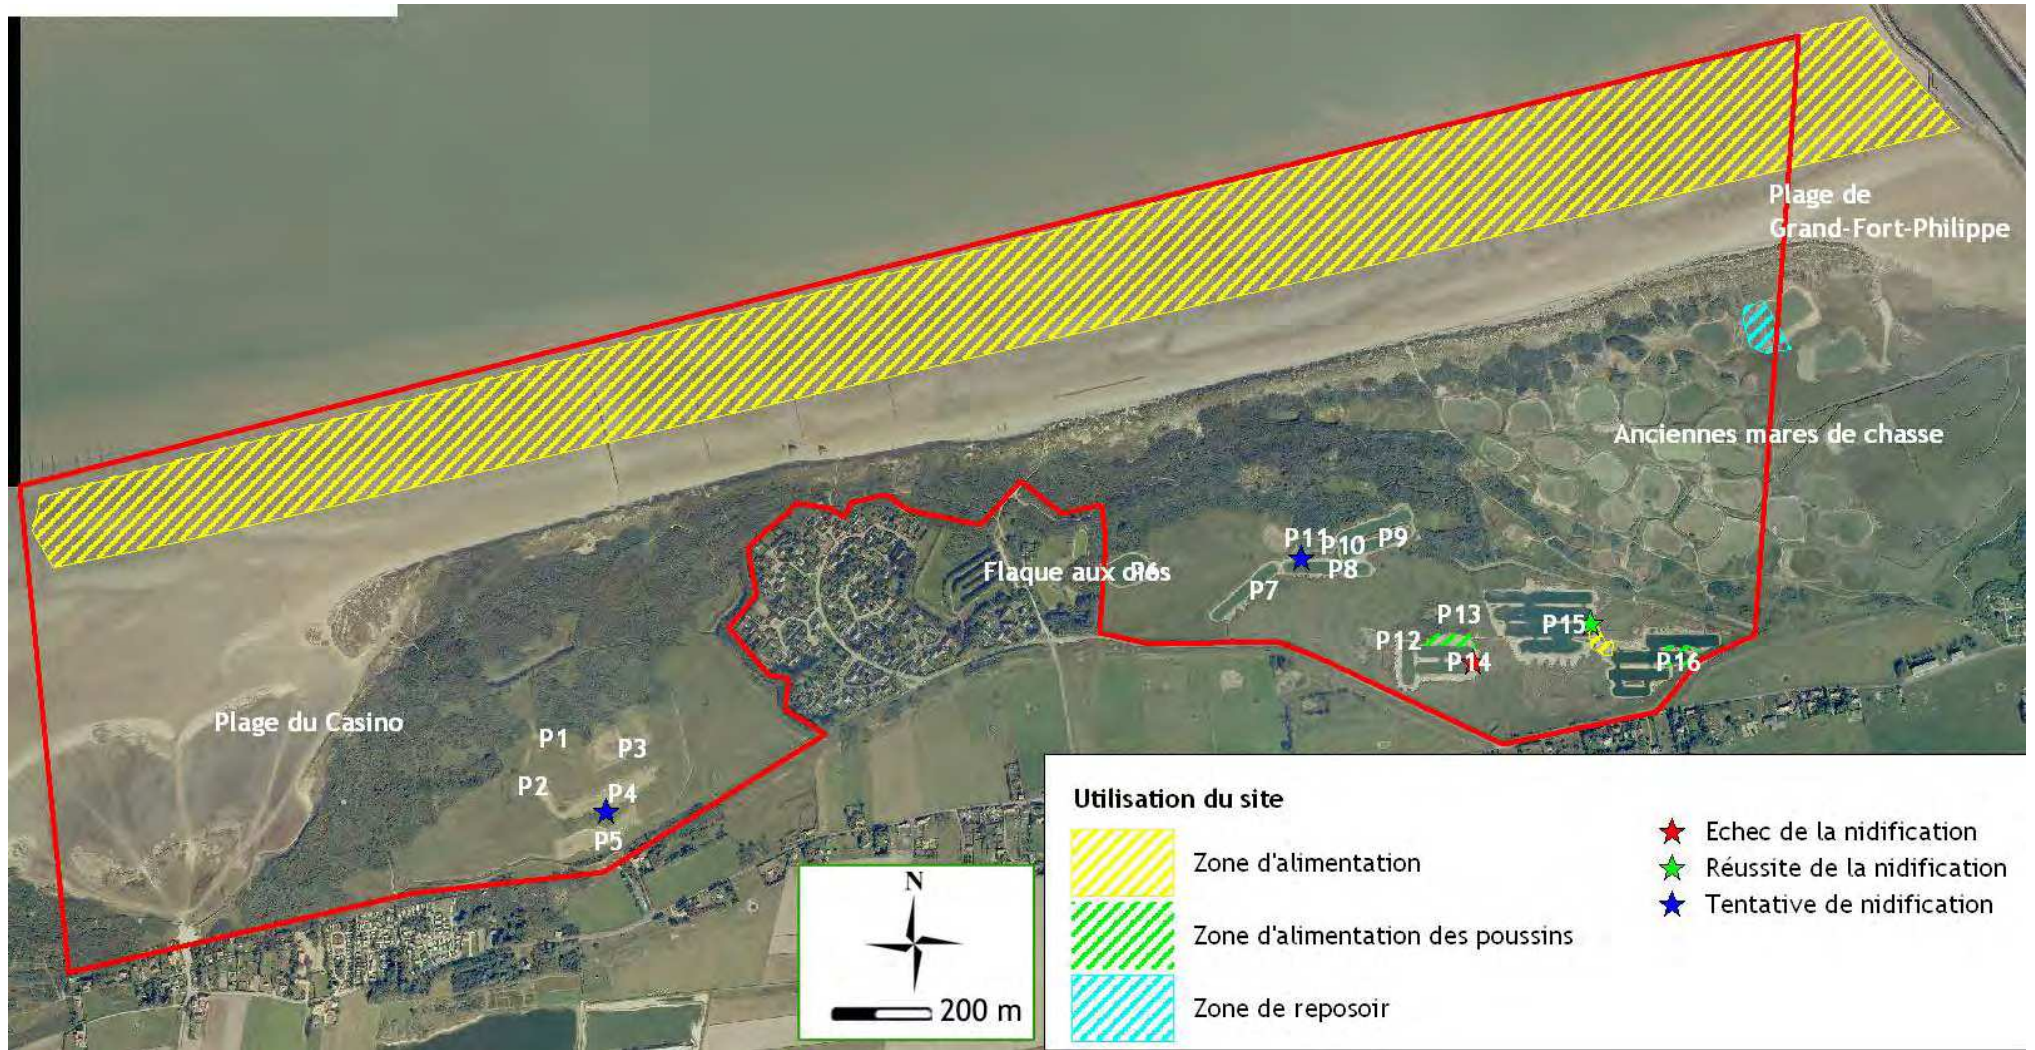 Plage de
Grand-Fort-Philippe
Anciennes mares de chasse
P11
P10
P9
Flaque aux oies
P6
P8
P7
P13
P15
P12
P14
P16
Plage du Casino
P1
P3
P2
P4
P5
N
200 m
Utilisation du site
Zone d'alimentation
Zone d'alimentation des poussins
Zone de reposoir
Echec de la nidification
Réussite de la nidification
Tentative de nidification